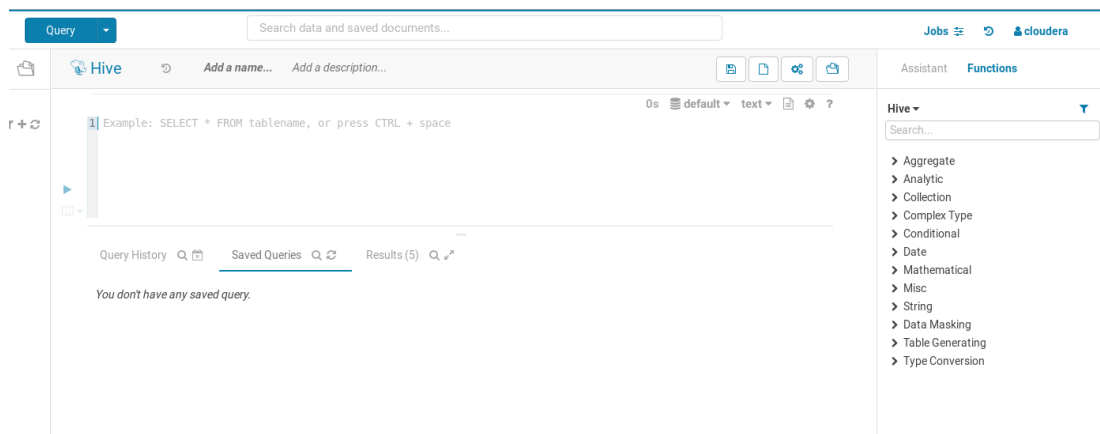 Query
Search data and saved documents...
Jobs
cloudera
Hive
Add a name...
Add a description...
Assistant
Functions
0s
default
text
?
Hive
Search...
1
Example: SELECT * FROM tablename, or press CTRL + space
Aggregate
Analytic
Collection
Complex Type
Conditional
Date
Mathematical
Misc
String
Data Masking
Table Generating
Type Conversion
Query History
Saved Queries
Results (5)
You don't have any saved query.